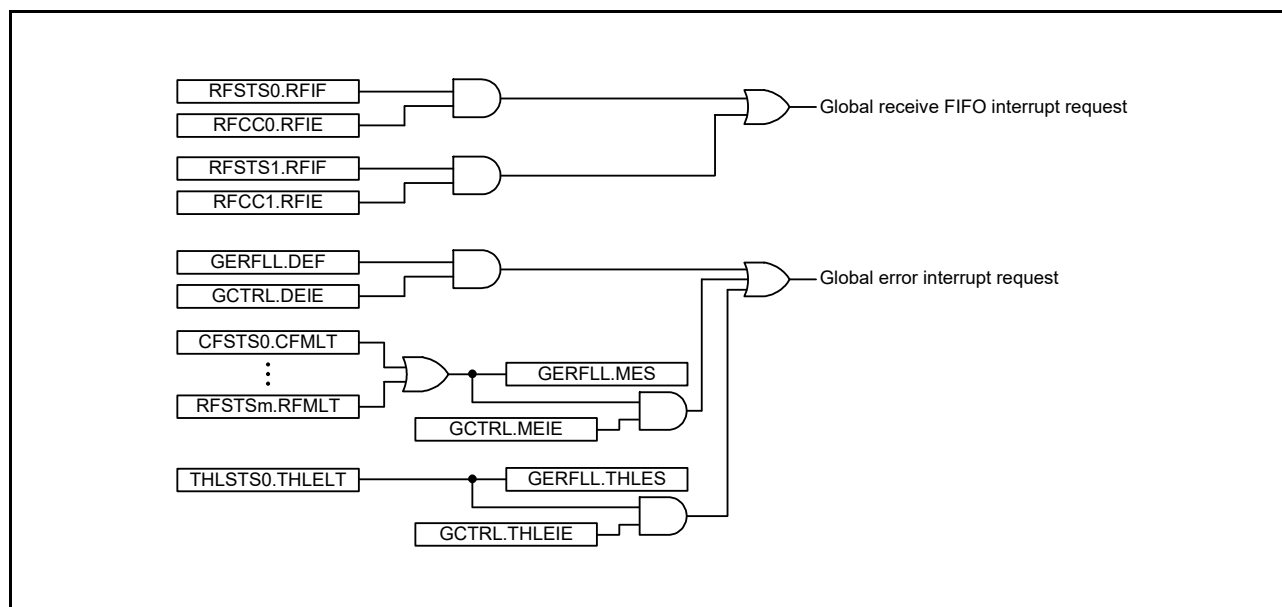 RFSTS0.RFIF
RFCC0.RFIE
Global receive FIFO interrupt request
RFSTS1.RFIF
RFCC1.RFIE
GERFLL.DEF
GCTRL.DEIE
Global error interrupt request
CFSTS0.CFMLT
RFSTSm.RFMLT
GERFLL.MES
GCTRL.MEIE
THLSTS0.THLELT
GERFLL.THLES
GCTRL.THLEIE